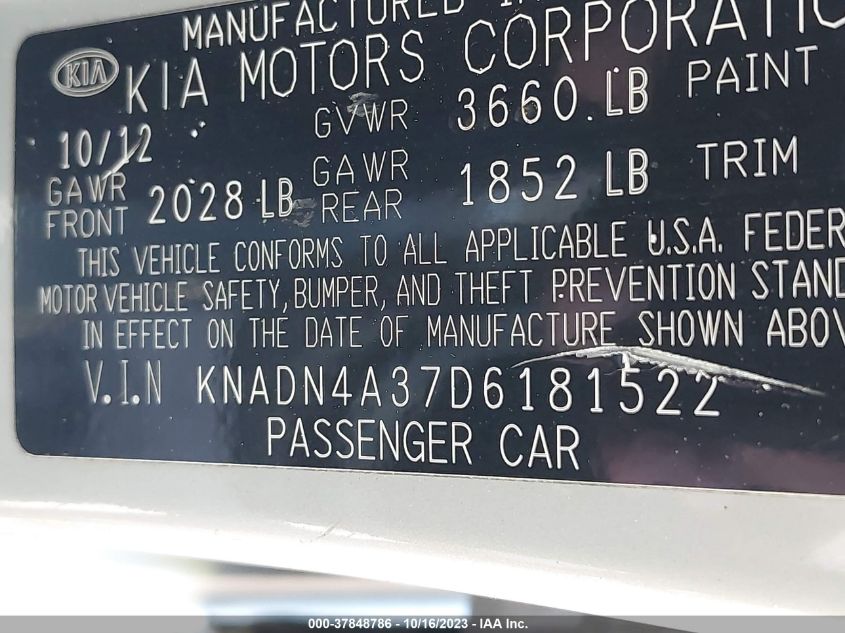 MANUFACTURED
KIA KIA MOTORS CORPORATIO
10/12 GVWR 3660.LB PAINT
GAWR FRONT 2028 LB GAWR REAR 1852 LB TRIM
THIS VEHICLE CONFORMS TO ALL APPLICABLE U.S.A. FEDER
MOTOR VEHICLE SAFETY, BUMPER, AND THEFT PREVENTION STAND
IN EFFECT ON THE DATE OF MANUFACTURE SHOWN ABOV
V.I.N KNADN4A37D6181522
PASSENGER CAR
000-37848786 - 10/16/2023 - IAA Inc.